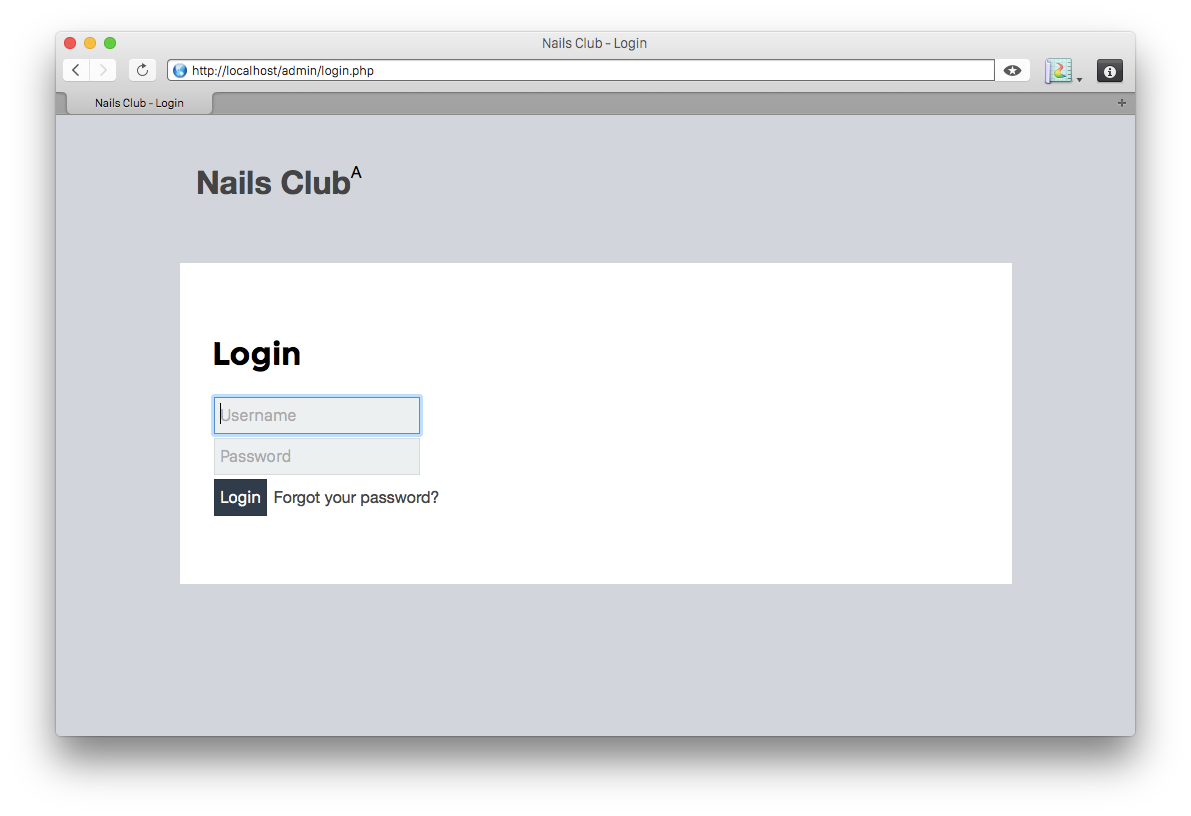 Nails Club - Login
http://localhost/admin/login.php
Nails Club - Login
Nails Club A
Login
Username
Password
Login Forgot your password?